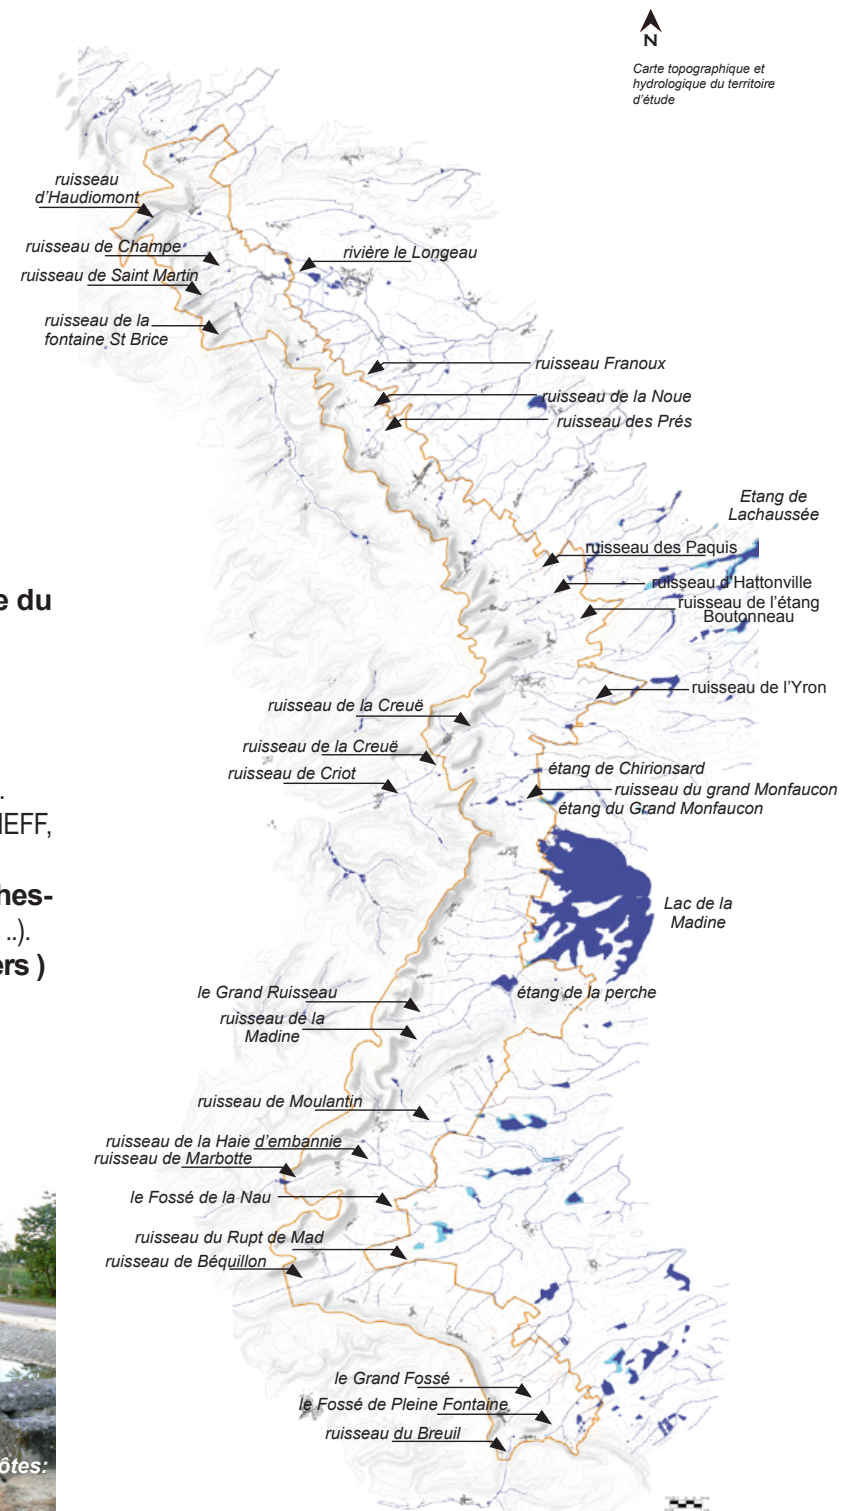 N
Carte topographique et
hydrologique du territoire
d'étude
ruisseau
d'Haudiomont
ruisseau de Champe
rivière le Longeau
ruisseau de Saint Martin
ruisseau de la
fontaine St Brice
ruisseau Franoux
ruisseau de la Noue
ruisseau des Prés
Etang de
Lachaussée
ruisseau des Paquis
ruisseau d'Hattonville
ruisseau de l'étang
Boutonneau
e du
ruisseau de l'Yron
ruisseau de la Creuë
ruisseau de la Creuë
ruisseau de Criot
étang de Chirionsard
ruisseau du grand Monfaucon
étang du Grand Monfaucon
.
IEFF,
hes-
..).
ers )
Lac de la
Madine
le Grand Ruisseau
étang de la perche
ruisseau de la
Madine
ruisseau de Moulantin
ruisseau de la Haie d'embannie
ruisseau de Marbotte
le Fossé de la Nau
ruisseau du Rupt de Mad
ruisseau de Béquillon
le Grand Fossé
le Fossé de Pleine Fontaine
ruisseau du Breuil
ôtes: